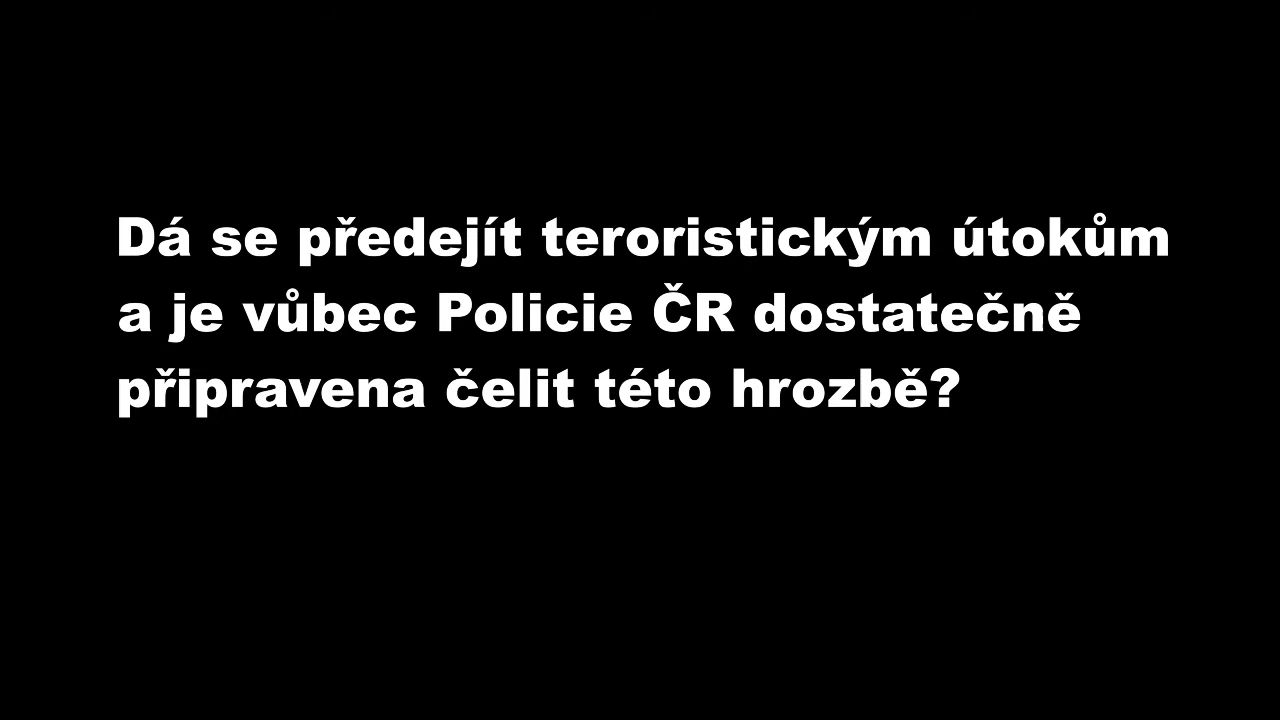 Dá se předejít teroristickým útokům
a je vůbec Policie ČR dostatečně
připravena čelit této hrozbě?